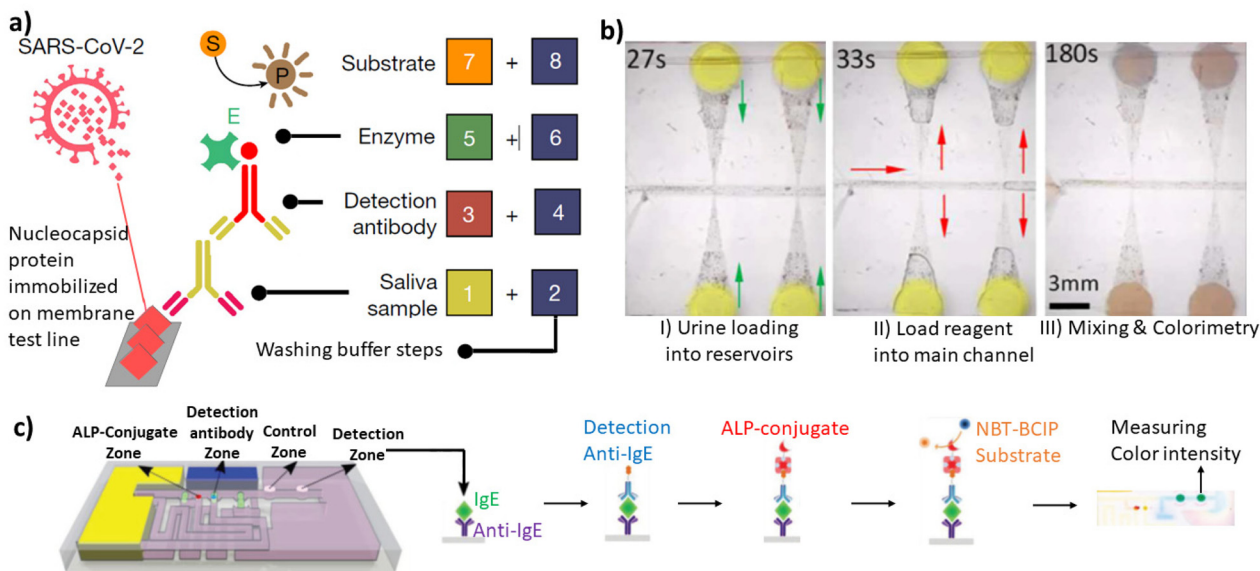 a)
SARS-CoV-2
S
P
E
Substrate
7 + 8
Enzyme
5 + 6
Detection
antibody
3 + 4
Saliva
sample
1 + 2
Nucleocapsid
protein
immobilized
on membrane
test line
Washing buffer steps
b)
27s
33s
180s
3mm
I) Urine loading
into reservoirs
II) Load reagent
into main channel
III) Mixing & Colorimetry
c)
ALP-Conjugate
Zone
Detection
antibody
Zone
Control
Zone
Detection
Zone
IgE
Anti-IgE
Detection
Anti-IgE
ALP-conjugate
NBT-BCIP
Substrate
Measuring
Color intensity